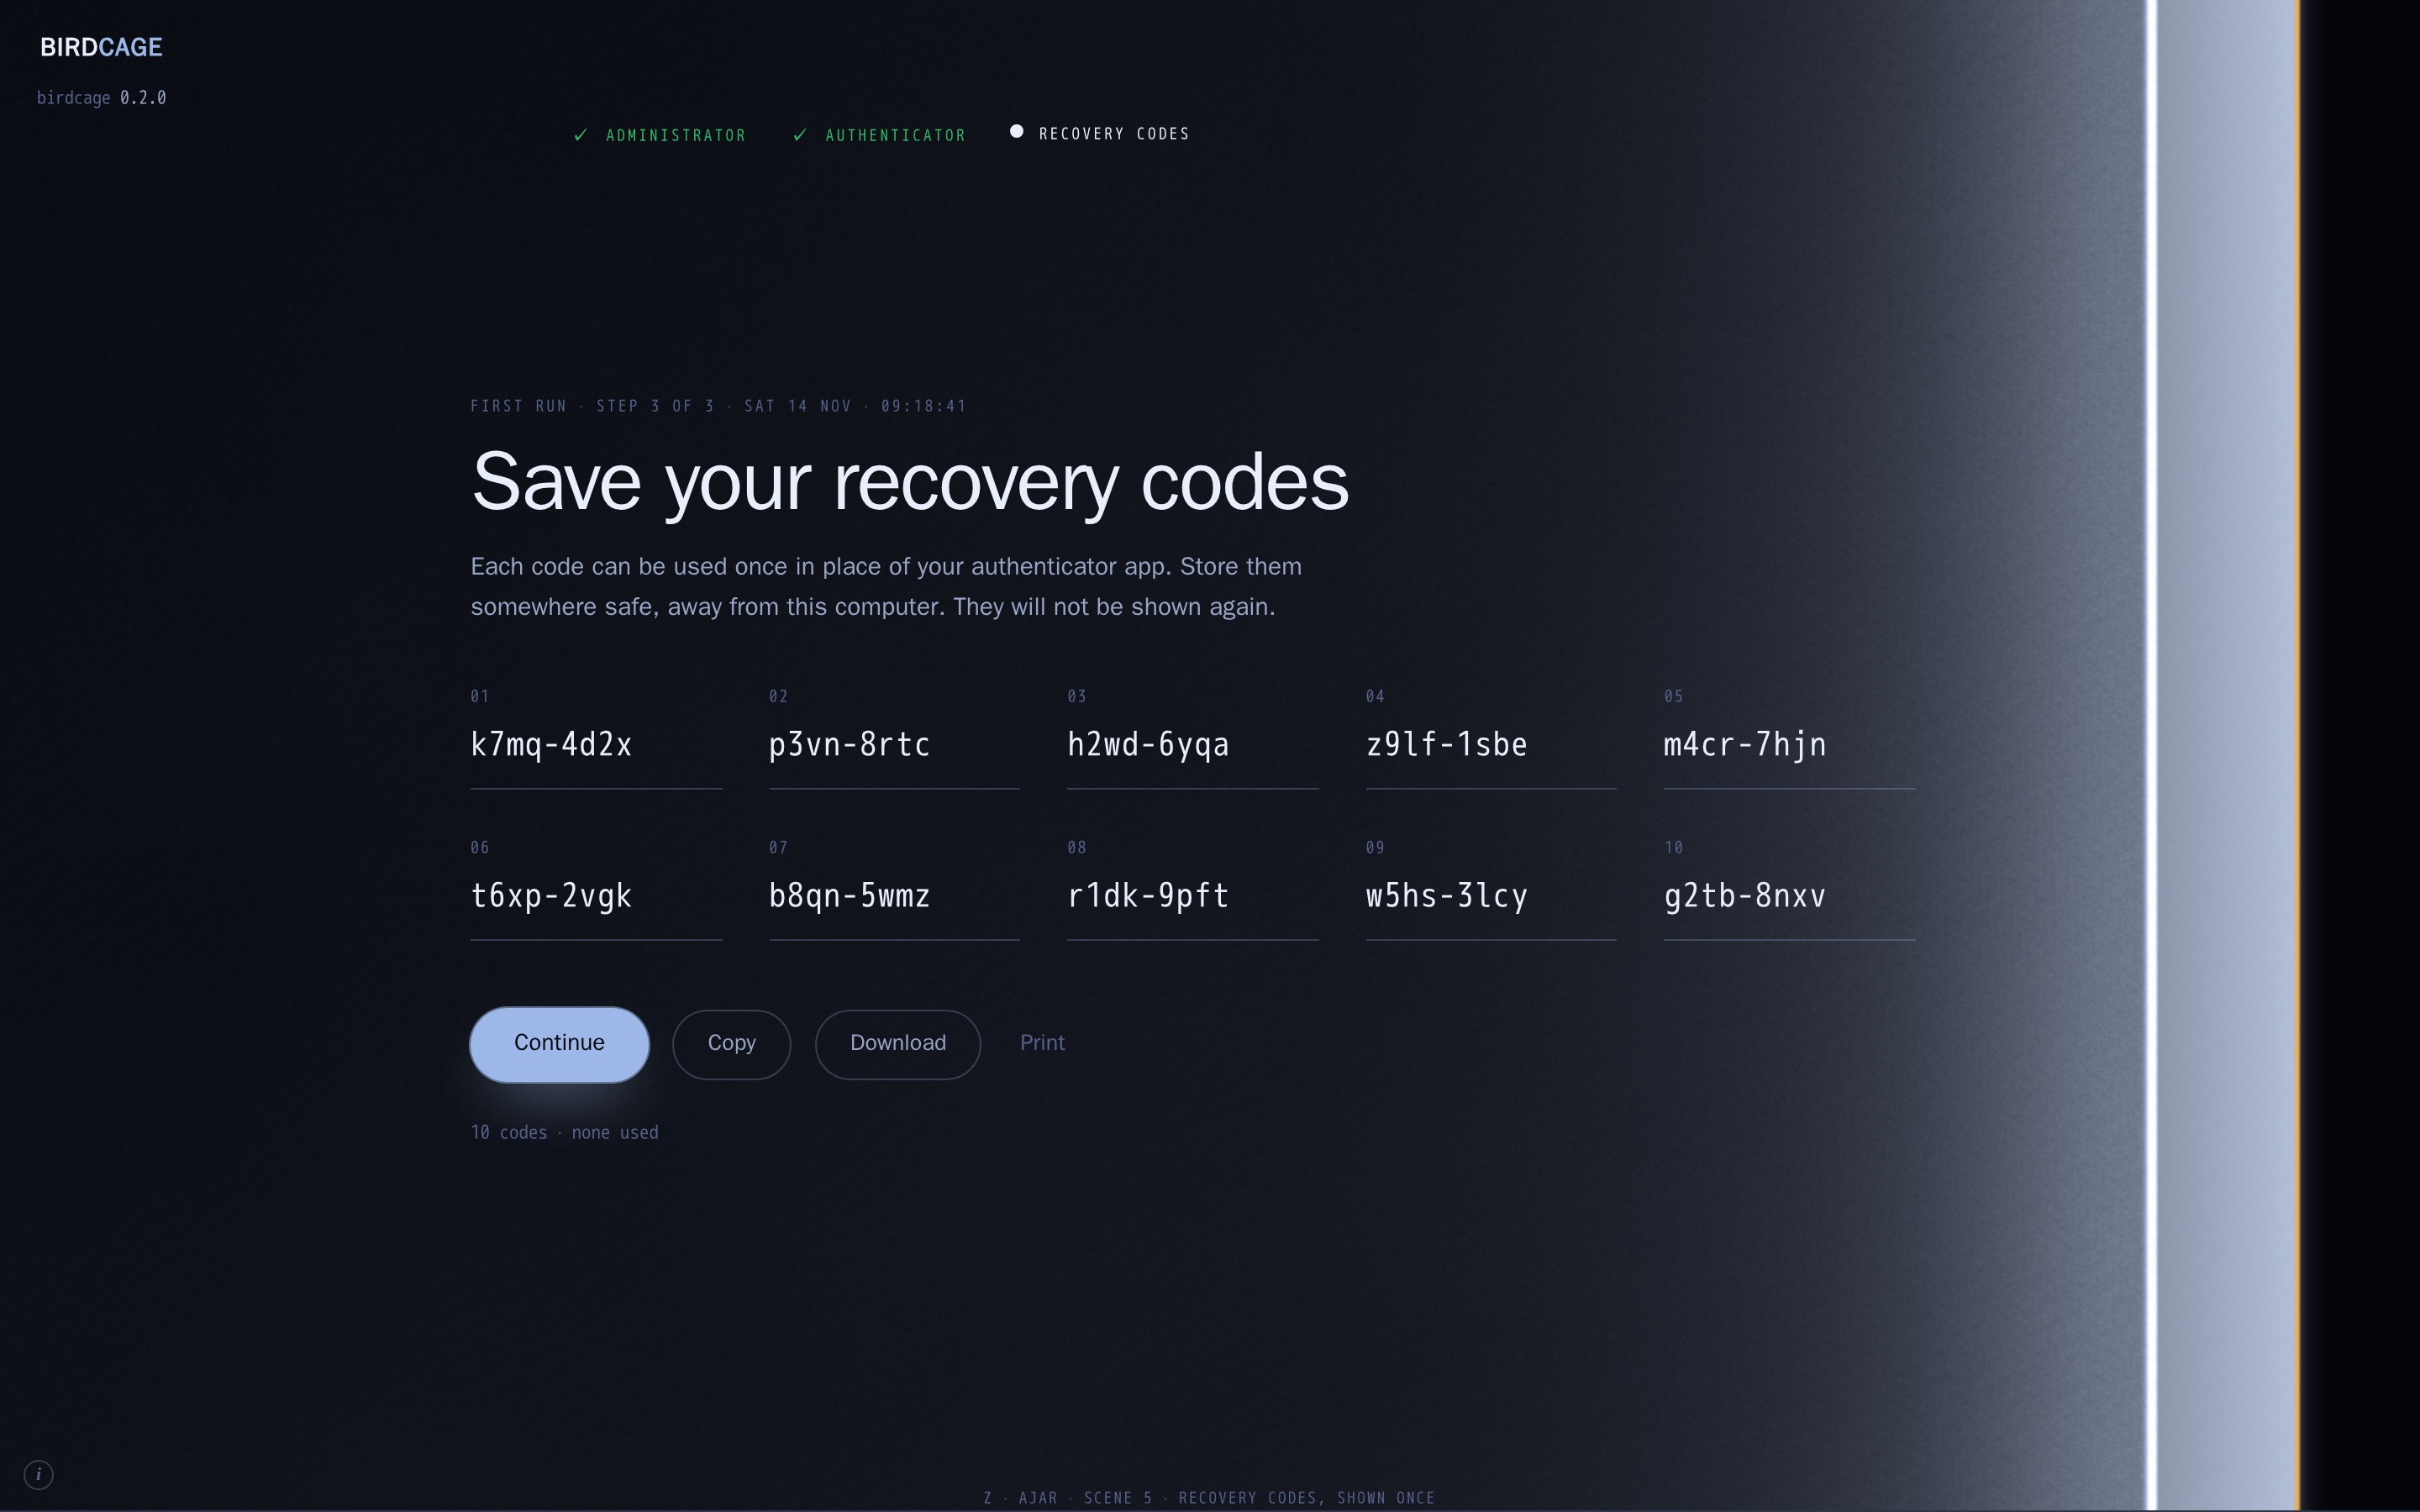 BIRDCAGE
birdcage 0.2.0
✓ ADMINISTRATOR ✓ AUTHENTICATOR ● RECOVERY CODES
FIRST RUN · STEP 3 OF 3 · SAT 14 NOV · 09:18:41
Save your recovery codes
Each code can be used once in place of your authenticator app. Store them
somewhere safe, away from this computer. They will not be shown again.
01 02 03 04 05
k7mq-4d2x p3vn-8rtc h2wd-6yqa z9lf-1sbe m4cr-7hjn
06 07 08 09 10
t6xp-2vgk b8qn-5wmz r1dk-9pft w5hs-3lcy g2tb-8nxv
Continue Copy Download Print
10 codes · none used
i
Z · AJAR · SCENE 5 · RECOVERY CODES, SHOWN ONCE